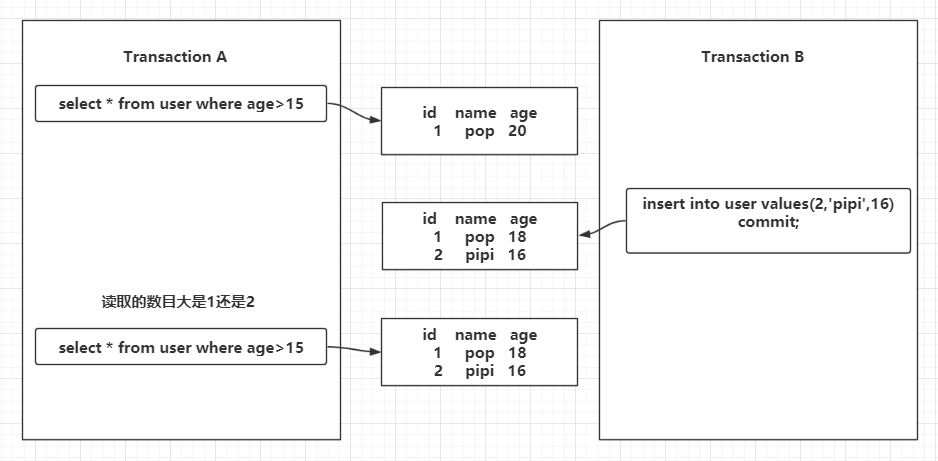 Transaction A
Transaction B
select * from user where age>15
id name age
1 pop 20
insert into user values(2,'pipi',16)
commit;
id name age
1 pop 18
2 pipi 16
读取的数目大是1还是2
select * from user where age>15
id name age
1 pop 18
2 pipi 16